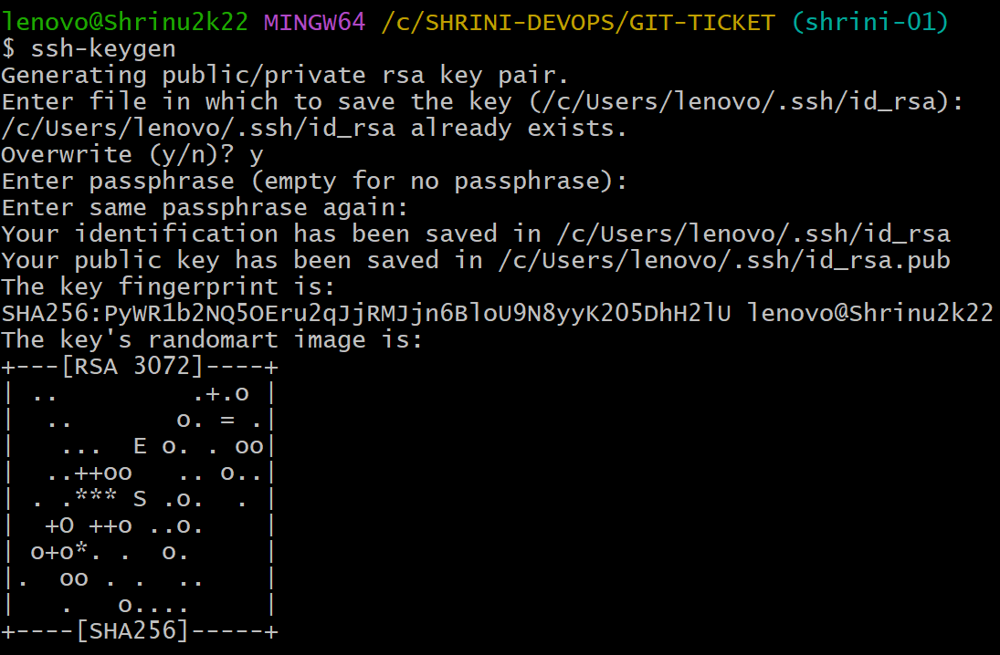 lenovo@Shrinu2k22 MINGW64 /c/SHRINI-DEVOPS/GIT-TICKET (shrini-01)
$ ssh-keygen
Generating public/private rsa key pair.
Enter file in which to save the key (/c/Users/lenovo/.ssh/id_rsa):
/c/Users/lenovo/.ssh/id_rsa already exists.
Overwrite (y/n)? y
Enter passphrase (empty for no passphrase):
Enter same passphrase again:
Your identification has been saved in /c/Users/lenovo/.ssh/id_rsa
Your public key has been saved in /c/Users/lenovo/.ssh/id_rsa.pub
The key fingerprint is:
SHA256:PyWR1b2NQ5OEru2qJjRMJjn6BloU9N8yyK2O5DhH2lU lenovo@Shrinu2k22
The key's randomart image is:
+---[RSA 3072]----+
| ..         .+.o |
|  ..       o. = .|
|   ...  E o. . oo|
|  ..++oo   .. o..|
| . .*** S .o.  . |
|  +O ++o ..o.    |
| o+o*. .  o.     |
|.  oo . .  ..    |
|   .   o....     |
+----[SHA256]-----+